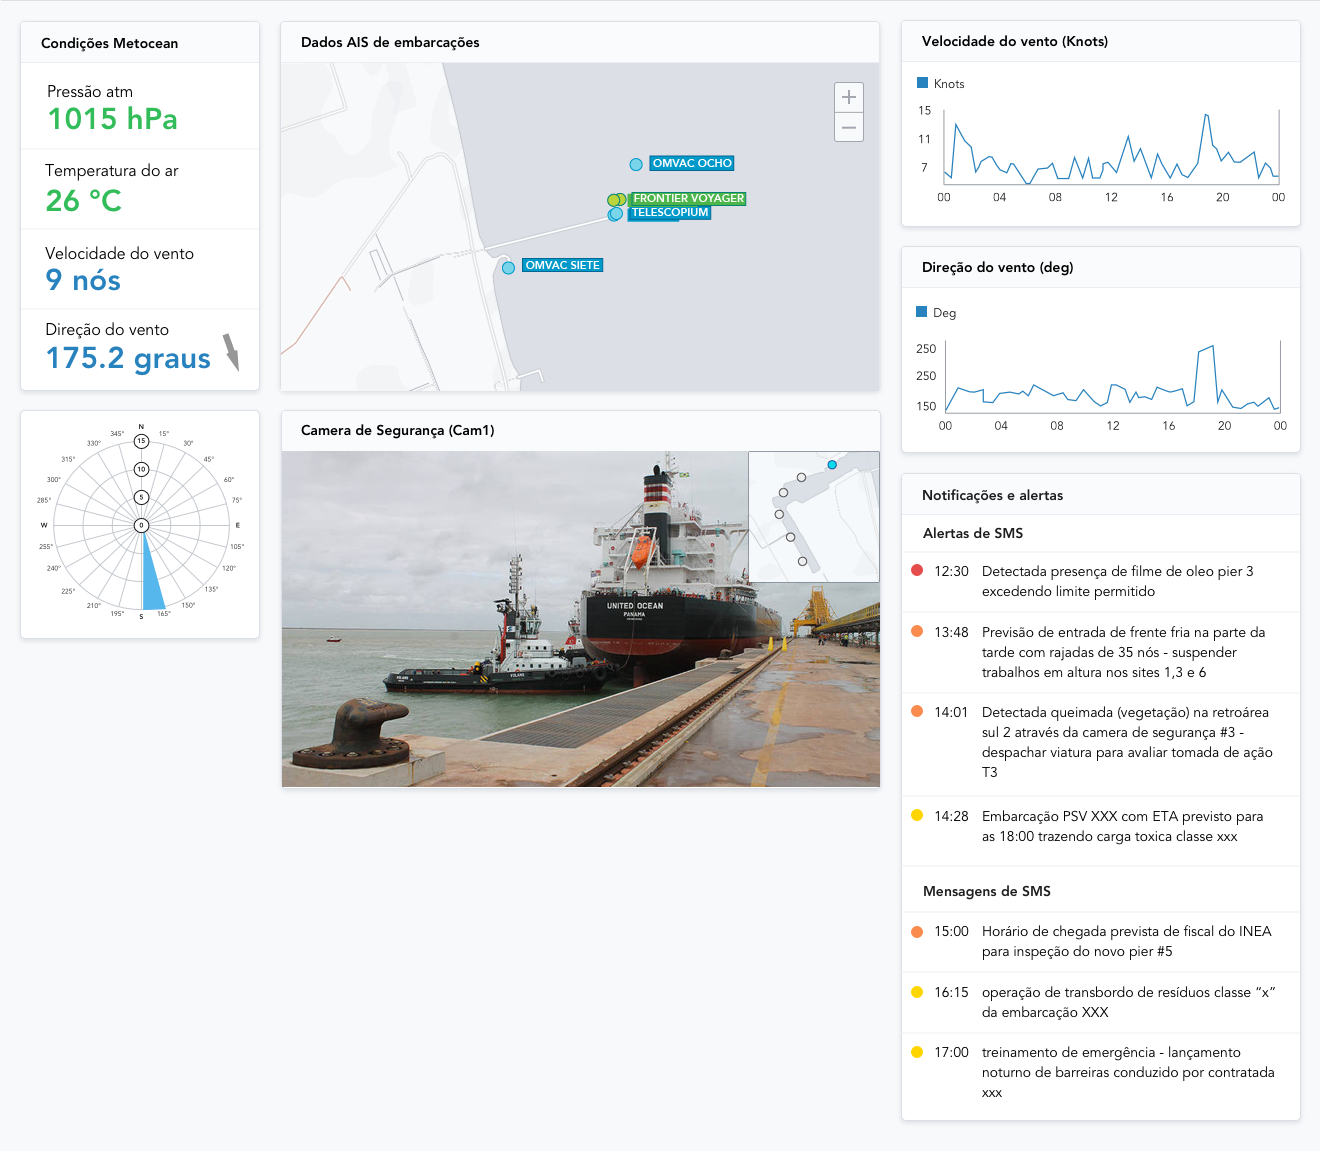 Condições Metocean
Pressão atm
1015 hPa
Temperatura do ar
26 °C
Velocidade do vento
9 nós
Direção do vento
175.2 graus
N
15°
30°
45°
60°
75°
E
105°
120°
135°
150°
165°
S
195°
210°
225°
240°
255°
W
285°
300°
315°
330°
345°
15
10
5
0
Dados AIS de embarcações
+
−
OMVAC OCHO
FRONTIER VOYAGER
TELESCOPIUM
OMVAC SIETE
Camera de Segurança (Cam1)
UNITED OCEAN
PANAMA
VOLANS
Velocidade do vento (Knots)
Knots
15
11
7
00 04 08 12 16 20 00
Direção do vento (deg)
Deg
250
250
150
00 04 08 12 16 20 00
Notificações e alertas
Alertas de SMS
12:30 Detectada presença de filme de oleo pier 3
excedendo limite permitido
13:48 Previsão de entrada de frente fria na parte da
tarde com rajadas de 35 nós - suspender
trabalhos em altura nos sites 1,3 e 6
14:01 Detectada queimada (vegetação) na retroárea
sul 2 através da camera de segurança #3 -
despachar viatura para avaliar tomada de ação
T3
14:28 Embarcação PSV XXX com ETA previsto para
as 18:00 trazendo carga toxica classe xxx
Mensagens de SMS
15:00 Horário de chegada prevista de fiscal do INEA
para inspeção do novo pier #5
16:15 operação de transbordo de resíduos classe “x”
da embarcação XXX
17:00 treinamento de emergência - lançamento
noturno de barreiras conduzido por contratada
xxx